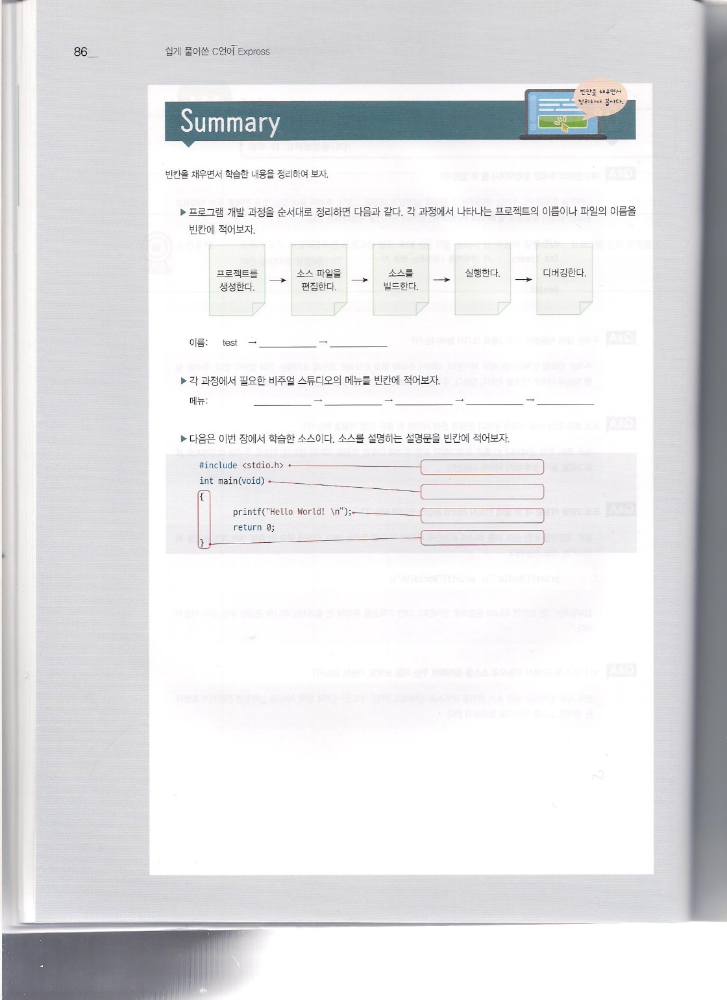 86
쉽게 풀어쓴 C언어 Express
빈칸을 채우면서
정리하여 봅시다.
Summary
빈칸을 채우면서 학습한 내용을 정리하여 보자.
▶ 프로그램 개발 과정을 순서대로 정리하면 다음과 같다. 각 과정에서 나타나는 프로젝트의 이름이나 파일의 이름을
빈칸에 적어보자.
프로젝트를
생성한다.
→
소스 파일을
편집한다.
→
소스를
빌드한다.
→
실행한다.
→
디버깅한다.
이름: test → ________ → ________
▶ 각 과정에서 필요한 비주얼 스튜디오의 메뉴를 빈칸에 적어보자.
메뉴: ________ → ________ → ________ → ________ → ________
▶ 다음은 이번 장에서 학습한 소스이다. 소스를 설명하는 설명문을 빈칸에 적어보자.
#include <stdio.h>
int main(void)
{
printf("Hello World! \n");
return 0;
}